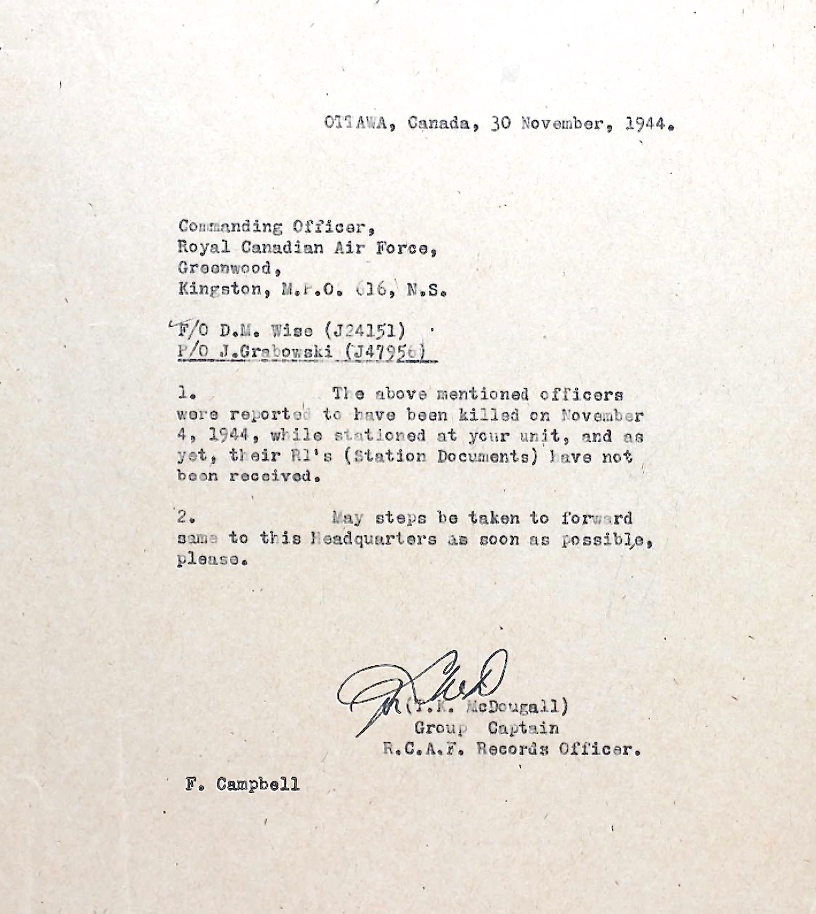 OTTAWA, Canada, 30 November, 1944.
Commanding Officer,
Royal Canadian Air Force,
Greenwood,
Kingston, M.P.O. 616, N.S.
F/O D.M. Wise (J24151)
P/O J.Grabowski (J47956)
1. The above mentioned officers
were reported to have been killed on November
4, 1944, while stationed at your unit, and as
yet, their R1's (Station Documents) have not
been received.
2. May steps be taken to forward
same to this Headquarters as soon as possible,
please.
(T.K. McDougall)
Group Captain
R.C.A.F. Records Officer.
F. Campbell